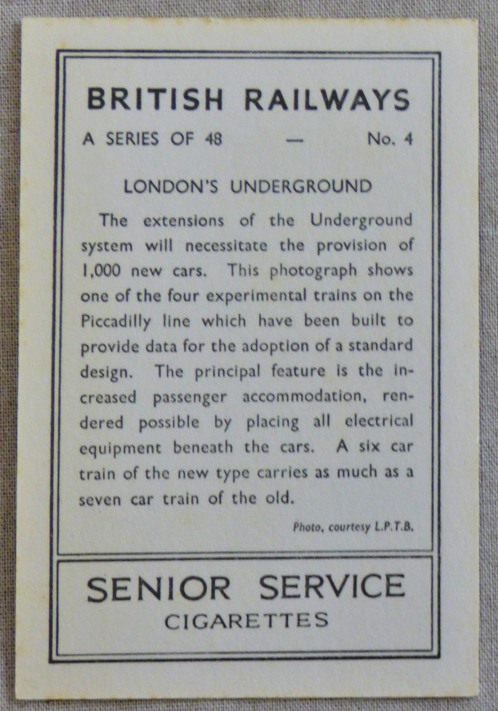 BRITISH RAILWAYS
A SERIES OF 48 — No. 4
LONDON'S UNDERGROUND
The extensions of the Underground
system will necessitate the provision of
1,000 new cars. This photograph shows
one of the four experimental trains on the
Piccadilly line which have been built to
provide data for the adoption of a standard
design. The principal feature is the in-
creased passenger accommodation, ren-
dered possible by placing all electrical
equipment beneath the cars. A six car
train of the new type carries as much as a
seven car train of the old.
Photo, courtesy L.P.T.B.
SENIOR SERVICE
CIGARETTES